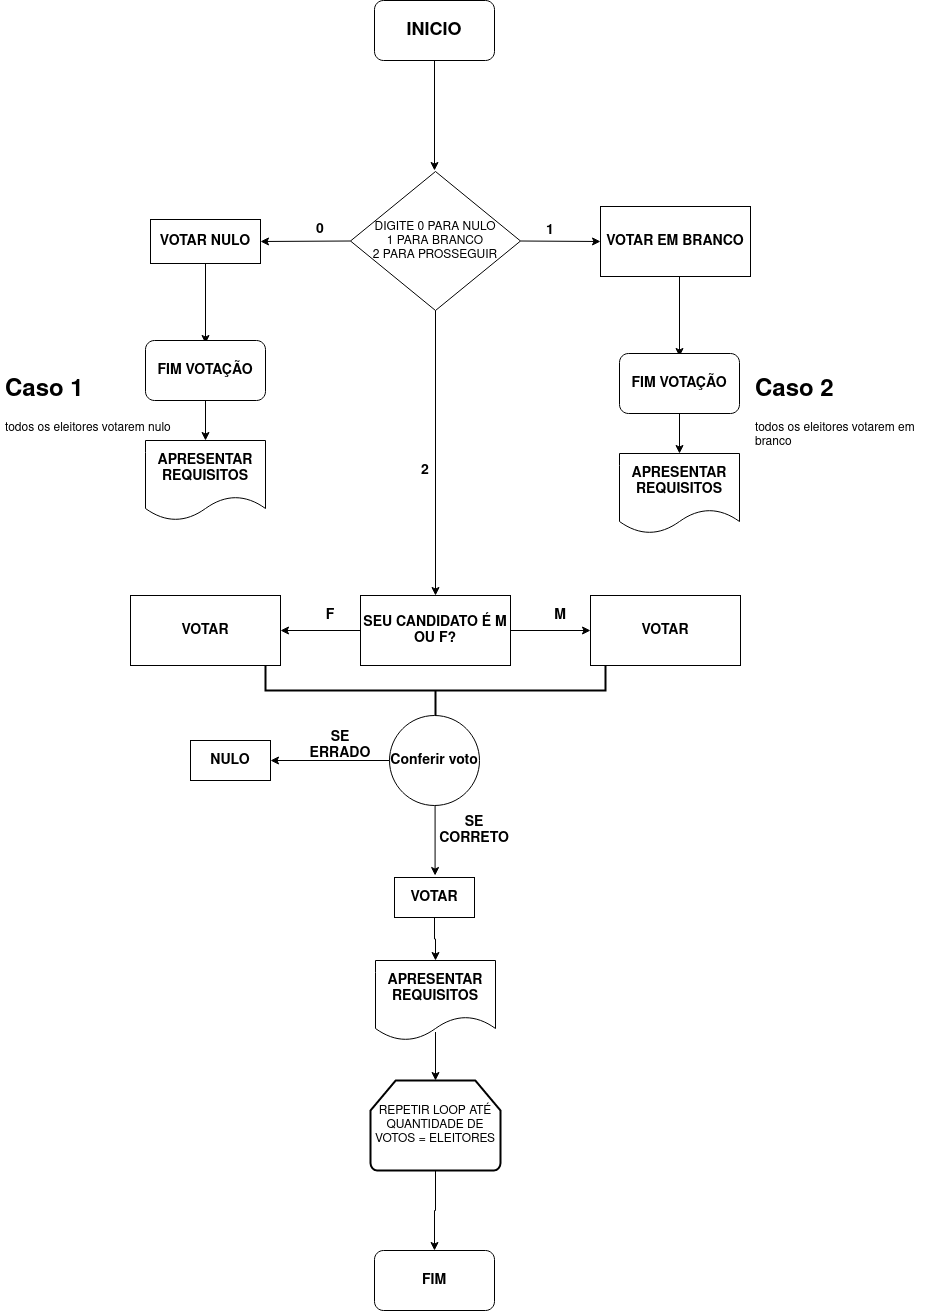 INICIO
DIGITE 0 PARA NULO
1 PARA BRANCO
2 PARA PROSSEGUIR
0
1
VOTAR NULO
VOTAR EM BRANCO
FIM VOTAÇÃO
FIM VOTAÇÃO
Caso 1
todos os eleitores votarem nulo
Caso 2
todos os eleitores votarem em
branco
APRESENTAR
REQUISITOS
APRESENTAR
REQUISITOS
2
VOTAR
F
SEU CANDIDATO É M
OU F?
M
VOTAR
NULO
SE
ERRADO
Conferir voto
SE
CORRETO
VOTAR
APRESENTAR
REQUISITOS
REPETIR LOOP ATÉ
QUANTIDADE DE
VOTOS = ELEITORES
FIM